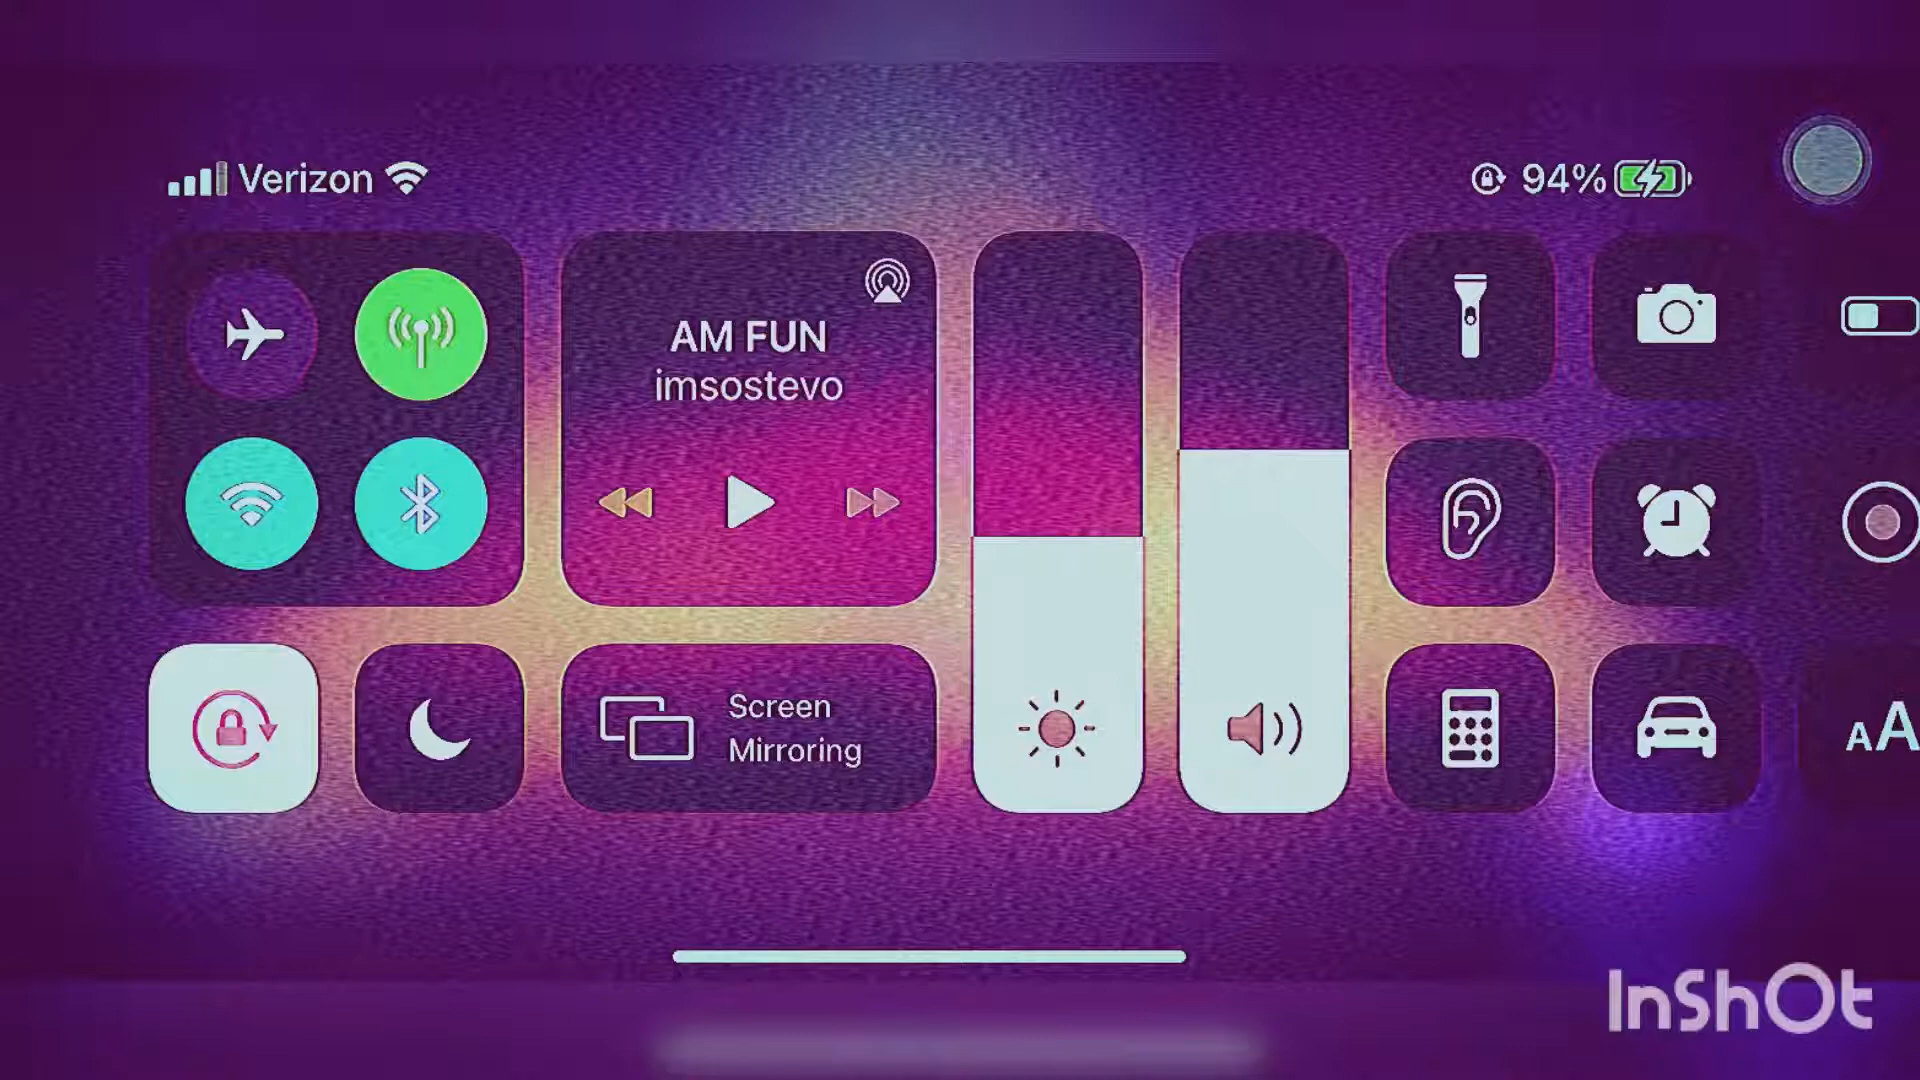 Verizon
94%
AM FUN
imsostevo
Screen
Mirroring
AA
InShOt